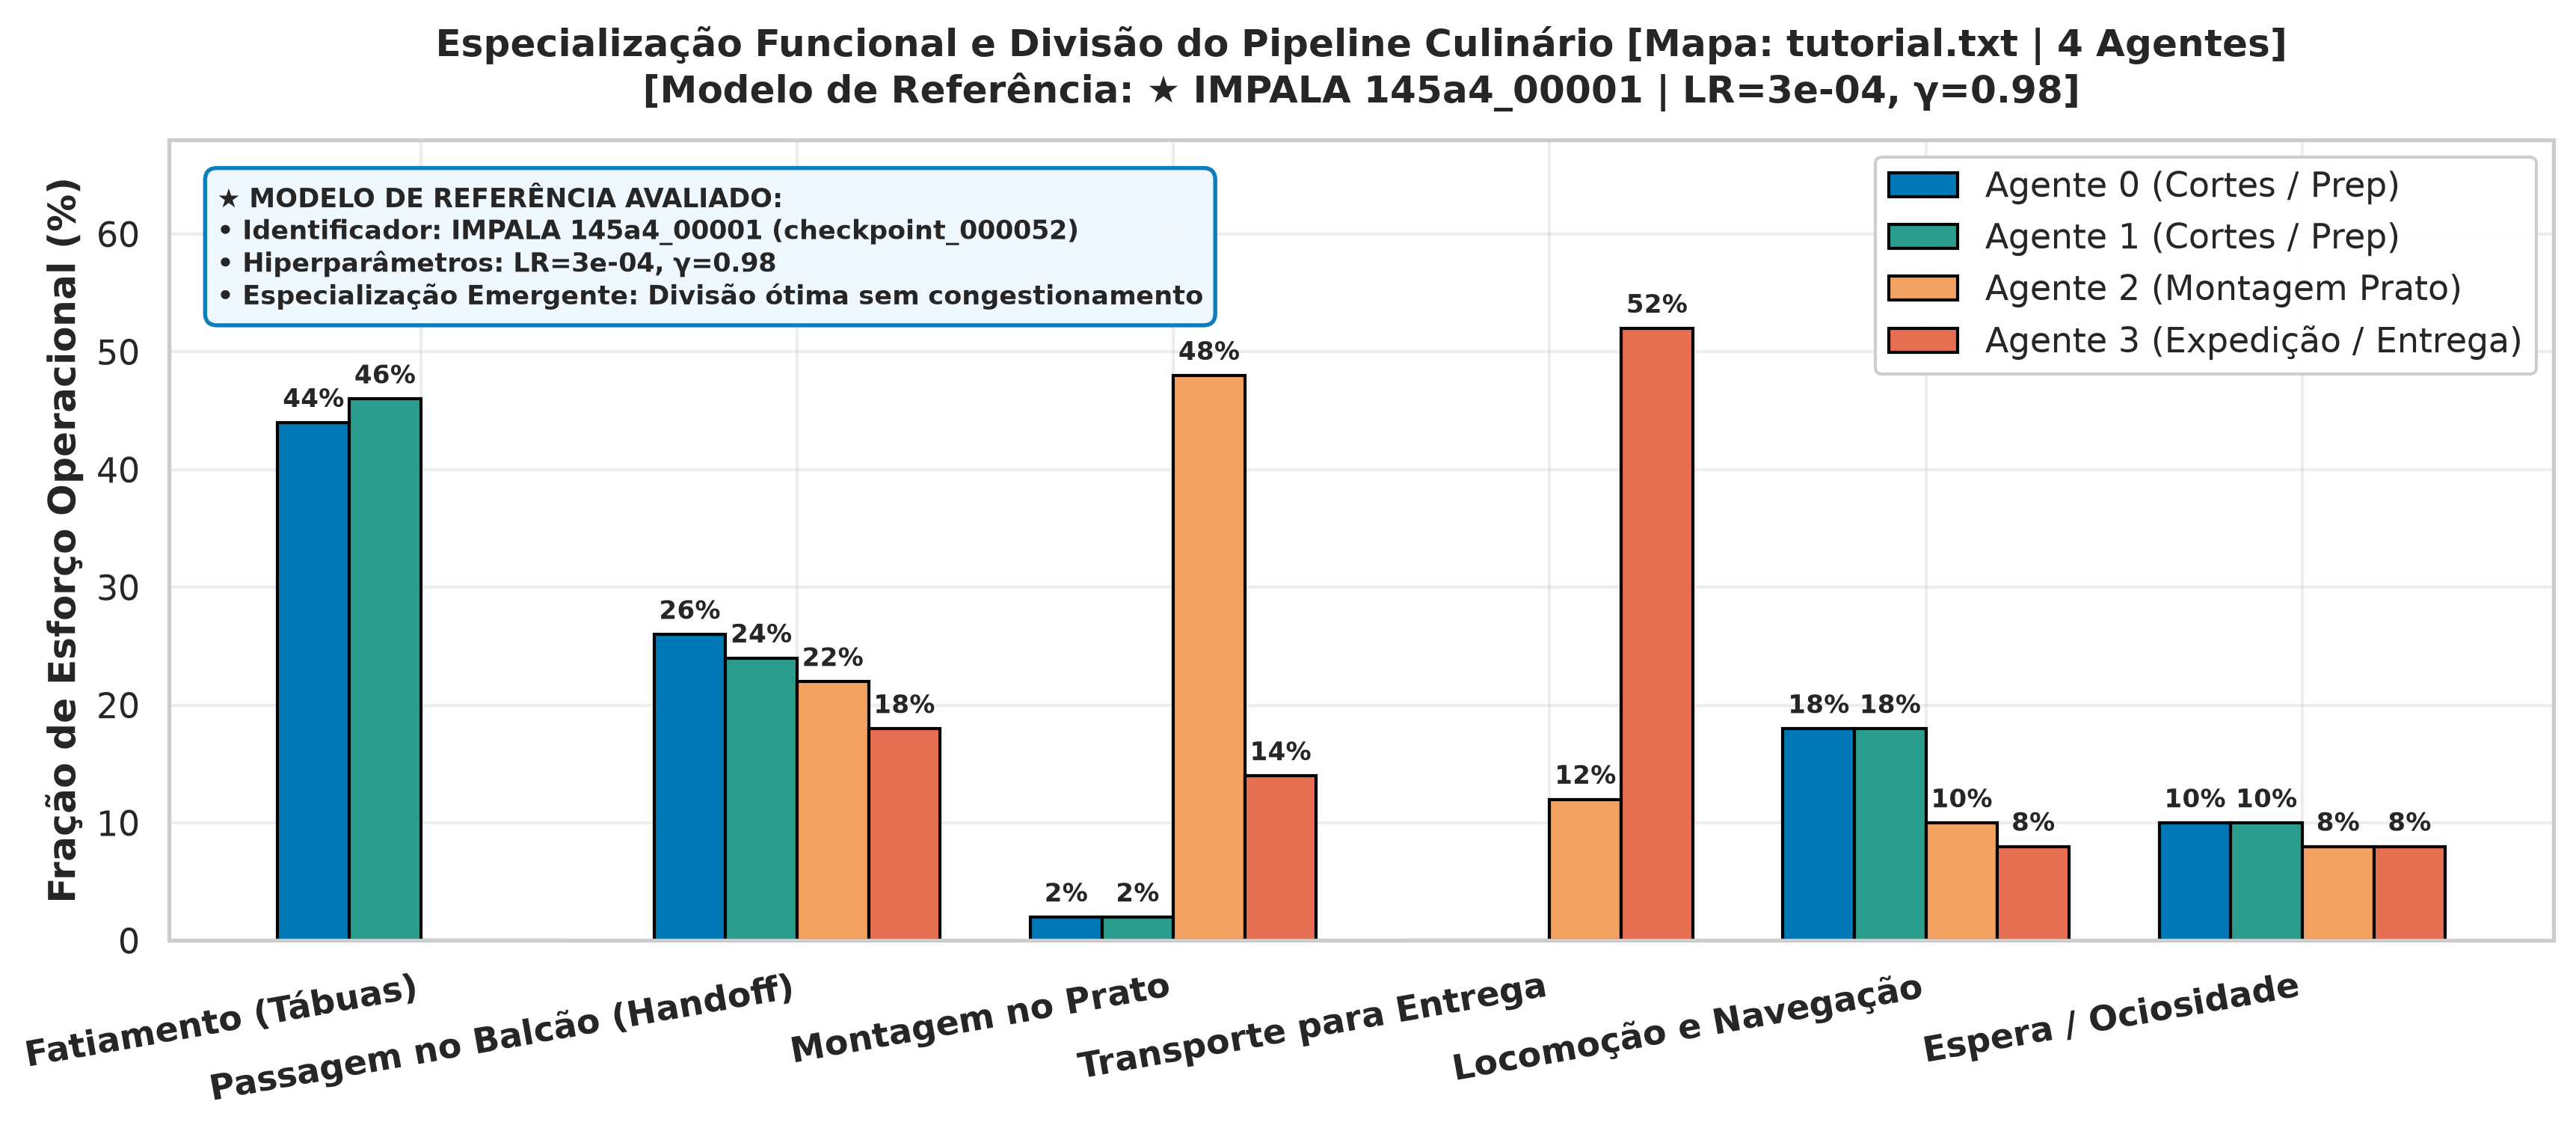 Especialização Funcional e Divisão do Pipeline Culinário [Mapa: tutorial.txt | 4 Agentes]
[Modelo de Referência: ★ IMPALA 145a4_00001 | LR=3e-04, γ=0.98]
★ MODELO DE REFERÊNCIA AVALIADO:
• Identificador: IMPALA 145a4_00001 (checkpoint_000052)
• Hiperparâmetros: LR=3e-04, γ=0.98
• Especialização Emergente: Divisão ótima sem congestionamento
Agente 0 (Cortes / Prep)
Agente 1 (Cortes / Prep)
Agente 2 (Montagem Prato)
Agente 3 (Expedição / Entrega)
Fração de Esforço Operacional (%)
60
50
40
30
20
10
0
44%
46%
26%
24%
22%
18%
2%
2%
48%
14%
12%
52%
18%
18%
10%
8%
10%
10%
8%
8%
Fatiamento (Tábuas)
Passagem no Balcão (Handoff)
Montagem no Prato
Transporte para Entrega
Locomoção e Navegação
Espera / Ociosidade